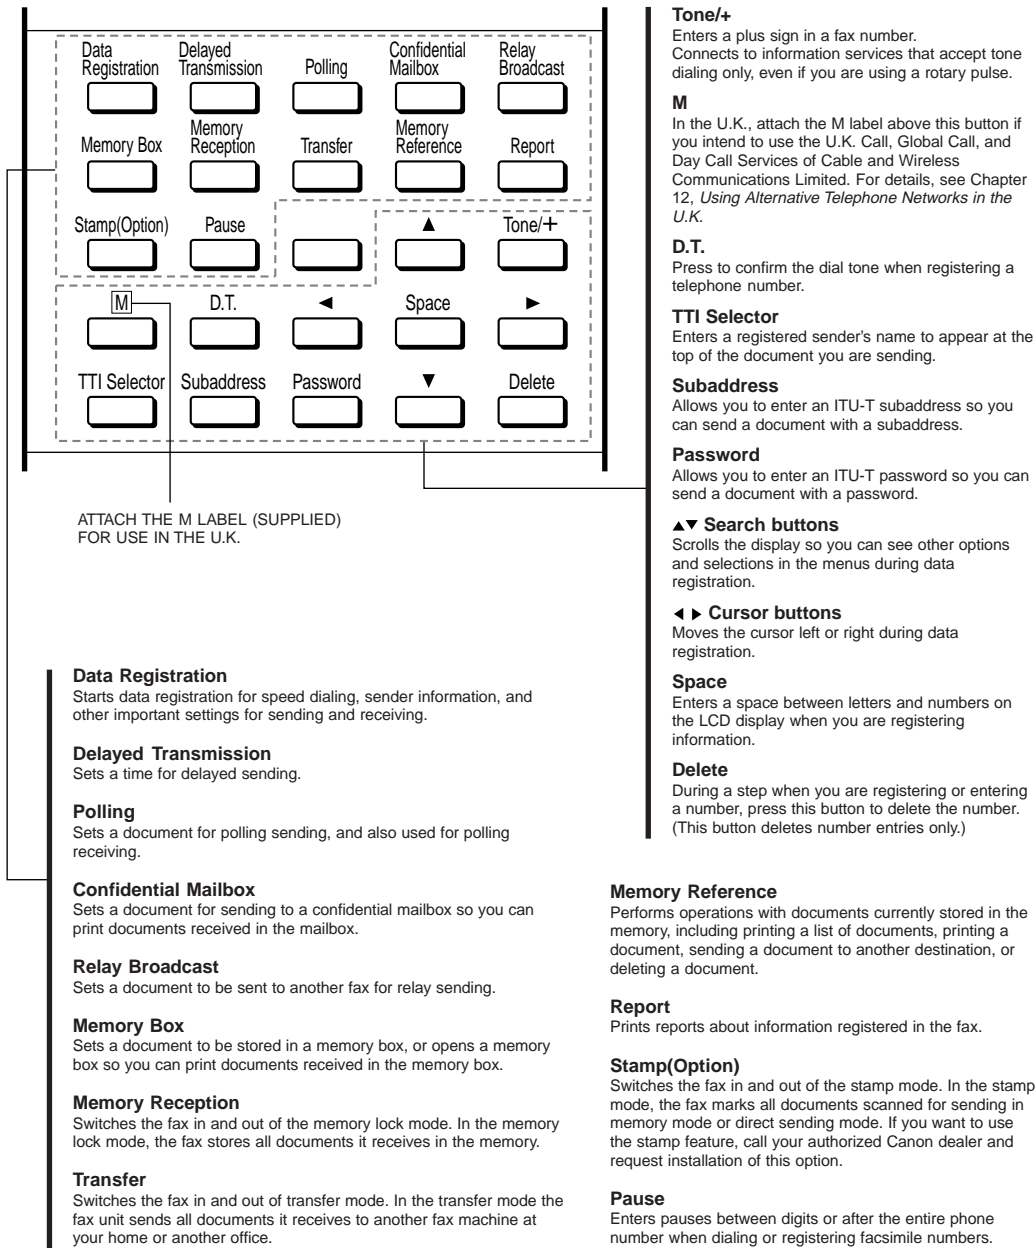 Data Registration
Delayed Transmission
Polling
Confidential Mailbox
Relay Broadcast
Memory Box
Memory Reception
Transfer
Memory Reference
Report
Stamp(Option)
Pause
▲
Tone/+
M
D.T.
◄
Space
►
TTI Selector
Subaddress
Password
▼
Delete
ATTACH THE M LABEL (SUPPLIED)
FOR USE IN THE U.K.
Tone/+
Enters a plus sign in a fax number.
Connects to information services that accept tone
dialing only, even if you are using a rotary pulse.
M
In the U.K., attach the M label above this button if
you intend to use the U.K. Call, Global Call, and
Day Call Services of Cable and Wireless
Communications Limited. For details, see Chapter
12, Using Alternative Telephone Networks in the
U.K.
D.T.
Press to confirm the dial tone when registering a
telephone number.
TTI Selector
Enters a registered sender's name to appear at the
top of the document you are sending.
Subaddress
Allows you to enter an ITU-T subaddress so you
can send a document with a subaddress.
Password
Allows you to enter an ITU-T password so you can
send a document with a password.
▲▼ Search buttons
Scrolls the display so you can see other options
and selections in the menus during data
registration.
◄ ► Cursor buttons
Moves the cursor left or right during data
registration.
Space
Enters a space between letters and numbers on
the LCD display when you are registering
information.
Delete
During a step when you are registering or entering
a number, press this button to delete the number.
(This button deletes number entries only.)
Data Registration
Starts data registration for speed dialing, sender information, and
other important settings for sending and receiving.
Delayed Transmission
Sets a time for delayed sending.
Polling
Sets a document for polling sending, and also used for polling
receiving.
Confidential Mailbox
Sets a document for sending to a confidential mailbox so you can
print documents received in the mailbox.
Relay Broadcast
Sets a document to be sent to another fax for relay sending.
Memory Box
Sets a document to be stored in a memory box, or opens a memory
box so you can print documents received in the memory box.
Memory Reception
Switches the fax in and out of the memory lock mode. In the memory
lock mode, the fax stores all documents it receives in the memory.
Transfer
Switches the fax in and out of transfer mode. In the transfer mode the
fax unit sends all documents it receives to another fax machine at
your home or another office.
Memory Reference
Performs operations with documents currently stored in the
memory, including printing a list of documents, printing a
document, sending a document to another destination, or
deleting a document.
Report
Prints reports about information registered in the fax.
Stamp(Option)
Switches the fax in and out of the stamp mode. In the stamp
mode, the fax marks all documents scanned for sending in
memory mode or direct sending mode. If you want to use
the stamp feature, call your authorized Canon dealer and
request installation of this option.
Pause
Enters pauses between digits or after the entire phone
number when dialing or registering facsimile numbers.